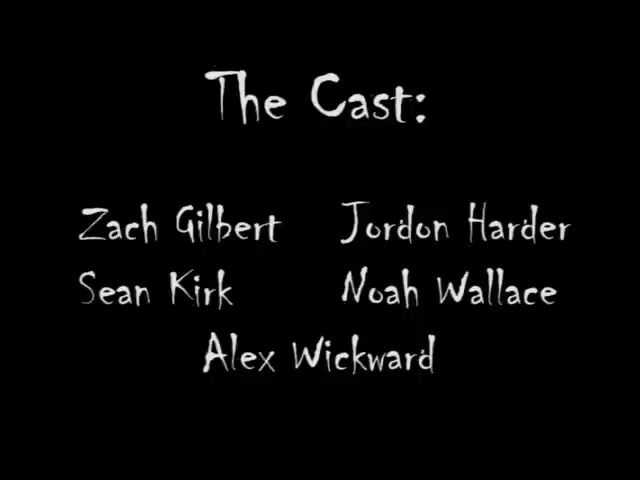 The Cast:
Zach Gilbert Jordon Harder
Sean Kirk Noah Wallace
Alex Wickward